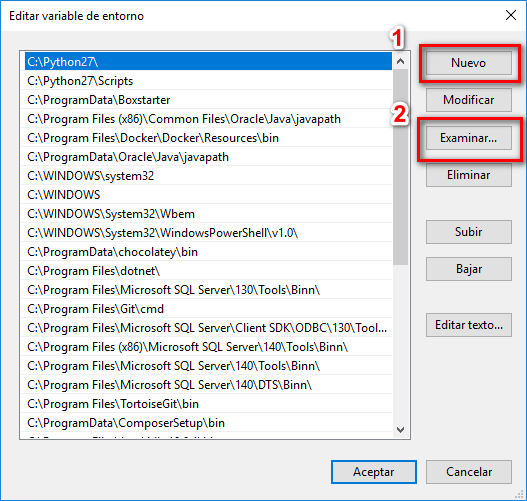 Editar variable de entorno
1
Nuevo
C:\Python27\
C:\Python27\Scripts
Modificar
C:\ProgramData\Boxstarter
2
C:\Program Files (x86)\Common Files\Oracle\Java\javapath
Examinar...
C:\Program Files\Docker\Docker\Resources\bin
C:\ProgramData\Oracle\Java\javapath
C:\WINDOWS\system32
Eliminar
C:\WINDOWS
C:\WINDOWS\System32\Wbem
C:\WINDOWS\System32\WindowsPowerShell\v1.0\
Subir
C:\ProgramData\chocolatey\bin
C:\Program Files\dotnet\
Bajar
C:\Program Files\Microsoft SQL Server\130\Tools\Binn\
C:\Program Files\Git\cmd
C:\Program Files\Microsoft SQL Server\Client SDK\ODBC\130\Tool...
Editar texto...
C:\Program Files (x86)\Microsoft SQL Server\140\Tools\Binn\
C:\Program Files\Microsoft SQL Server\140\Tools\Binn\
C:\Program Files\Microsoft SQL Server\140\DTS\Binn\
C:\Program Files\TortoiseGit\bin
C:\ProgramData\ComposerSetup\bin
Aceptar
Cancelar